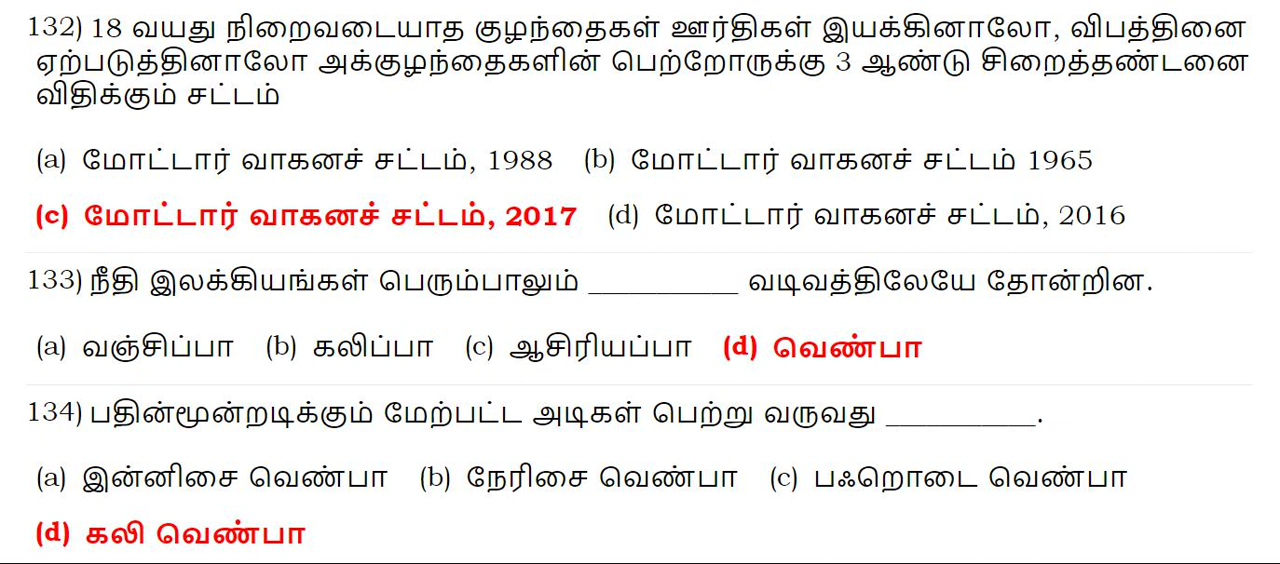 132) 18 வயது நிறைவடையாத குழந்தைகள் ஊர்திகள் இயக்கினாலோ, விபத்தினை
ஏற்படுத்தினாலோ அக்குழந்தைகளின் பெற்றோருக்கு 3 ஆண்டு சிறைத்தண்டனை
விதிக்கும் சட்டம்
(a) மோட்டார் வாகனச் சட்டம், 1988 (b) மோட்டார் வாகனச் சட்டம் 1965
(c) மோட்டார் வாகனச் சட்டம், 2017 (d) மோட்டார் வாகனச் சட்டம், 2016
133) நீதி இலக்கியங்கள் பெரும்பாலும் __________ வடிவத்திலேயே தோன்றின.
(a) வஞ்சிப்பா (b) கலிப்பா (c) ஆசிரியப்பா (d) வெண்பா
134) பதின்மூன்றடிக்கும் மேற்பட்ட அடிகள் பெற்று வருவது __________.
(a) இன்னிசை வெண்பா (b) நேரிசை வெண்பா (c) பஃறொடை வெண்பா
(d) கலி வெண்பா